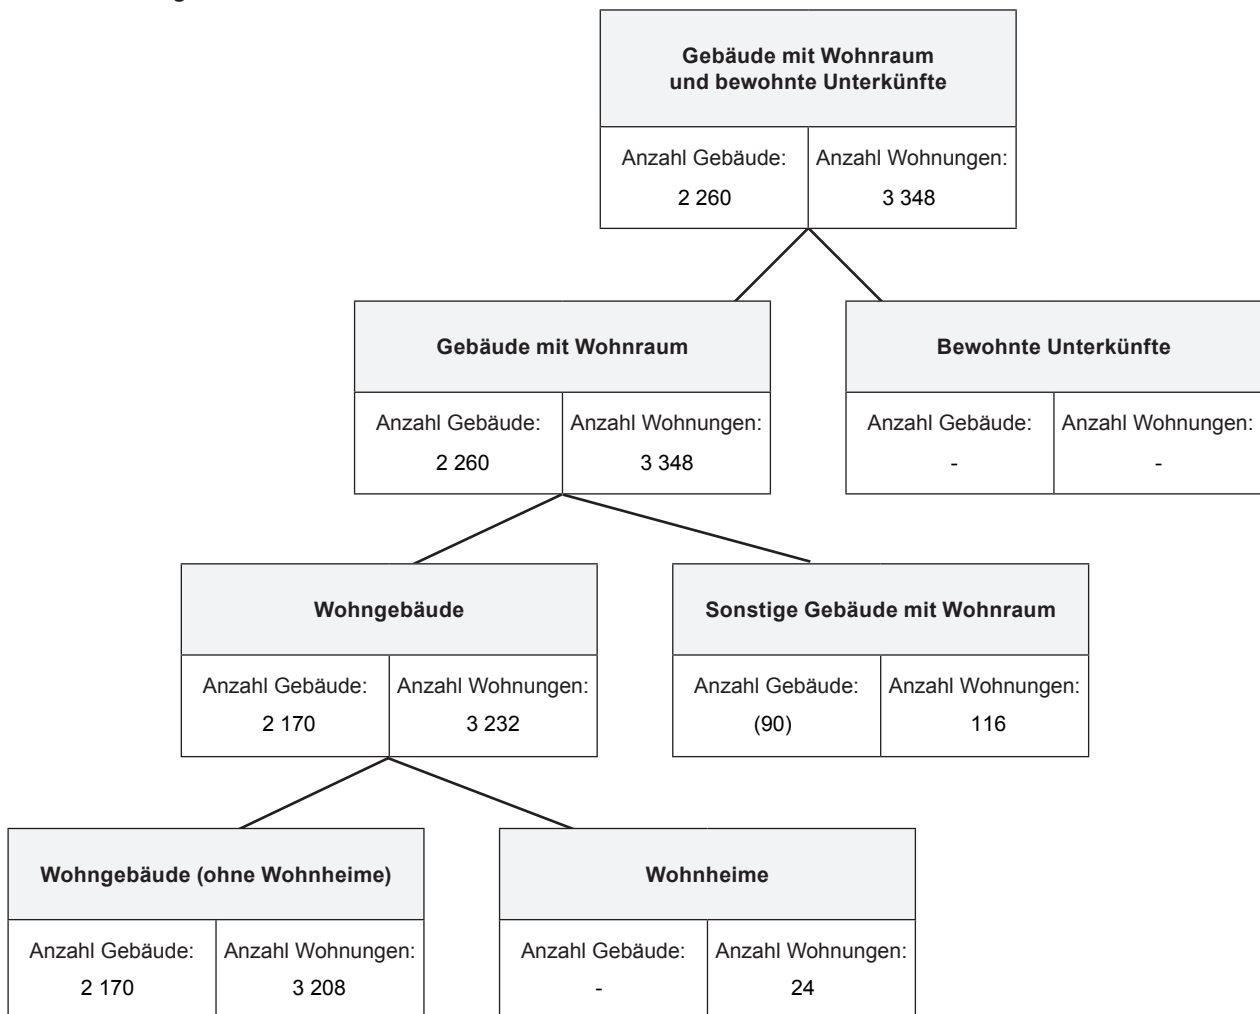 Gebäude mit Wohnraum
und bewohnte Unterkünfte
Anzahl Gebäude: Anzahl Wohnungen:
2 260 3 348
Gebäude mit Wohnraum Bewohnte Unterkünfte
Anzahl Gebäude: Anzahl Wohnungen: Anzahl Gebäude: Anzahl Wohnungen:
2 260 3 348 - -
Wohngebäude Sonstige Gebäude mit Wohnraum
Anzahl Gebäude: Anzahl Wohnungen: Anzahl Gebäude: Anzahl Wohnungen:
2 170 3 232 (90) 116
Wohngebäude (ohne Wohnheime) Wohnheime
Anzahl Gebäude: Anzahl Wohnungen: Anzahl Gebäude: Anzahl Wohnungen:
2 170 3 208 - 24